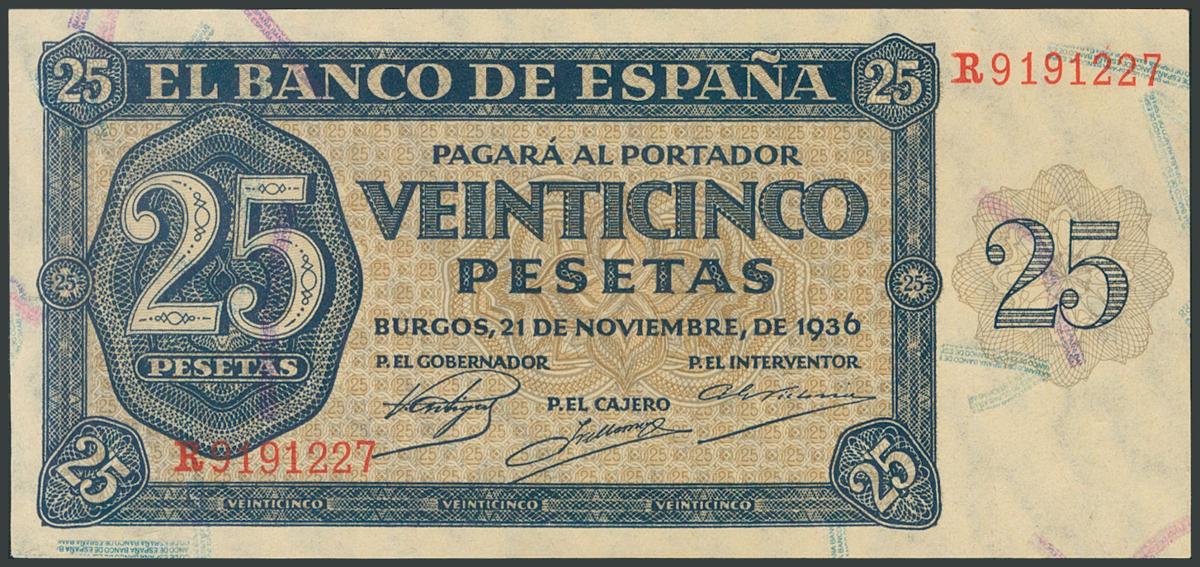 25 EL BANCO DE ESPAÑA 25
R9191227
PAGARÁ AL PORTADOR
VEINTICINCO
PESETAS
25
PESETAS
25
25
25
BURGOS, 21 DE NOVIEMBRE, DE 1936
P. EL GOBERNADOR
P. EL INTERVENTOR
P. EL CAJERO
R9191227
25
25
VEINTICINCO VEINTICINCO VEINTICINCO